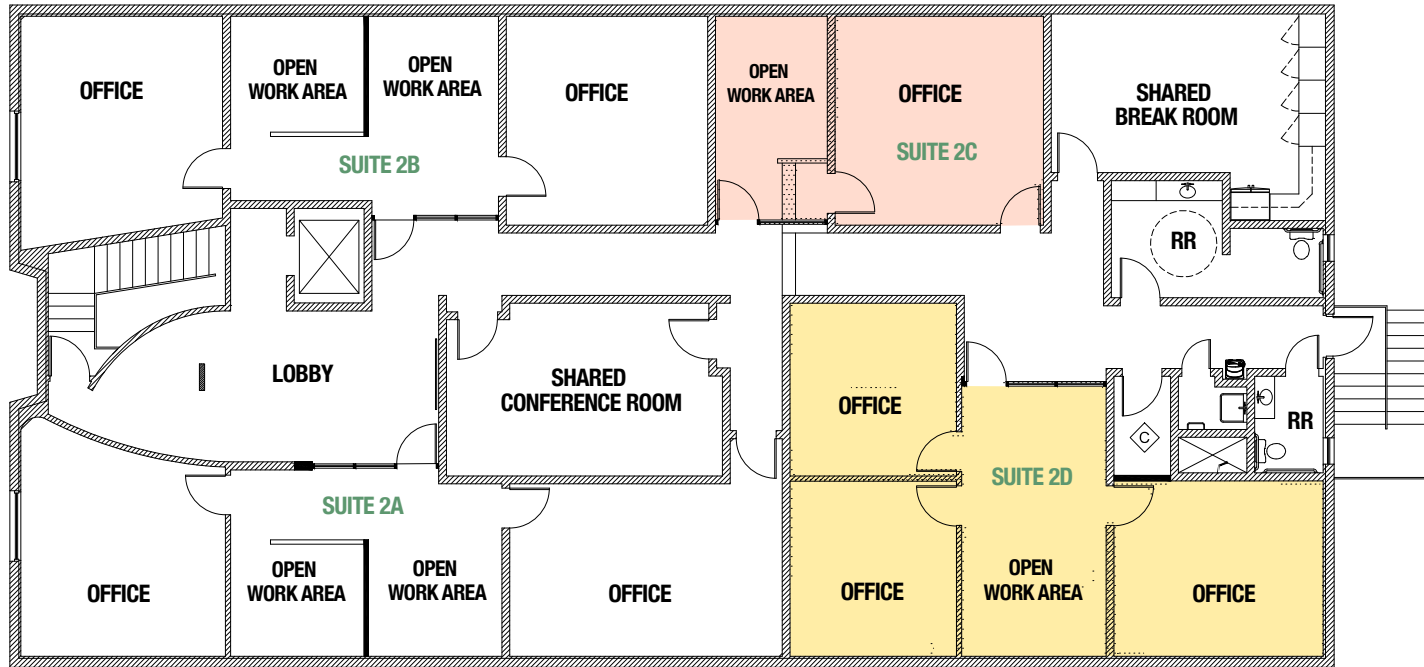 OFFICE
OPEN
WORK AREA
OPEN
WORK AREA
SUITE 2B
OFFICE
OPEN
WORK AREA
OFFICE
SUITE 2C
SHARED
BREAK ROOM
RR
LOBBY
SHARED
CONFERENCE ROOM
OFFICE
C
RR
SUITE 2A
SUITE 2D
OFFICE
OPEN
WORK AREA
OPEN
WORK AREA
OFFICE
OFFICE
OPEN
WORK AREA
OFFICE